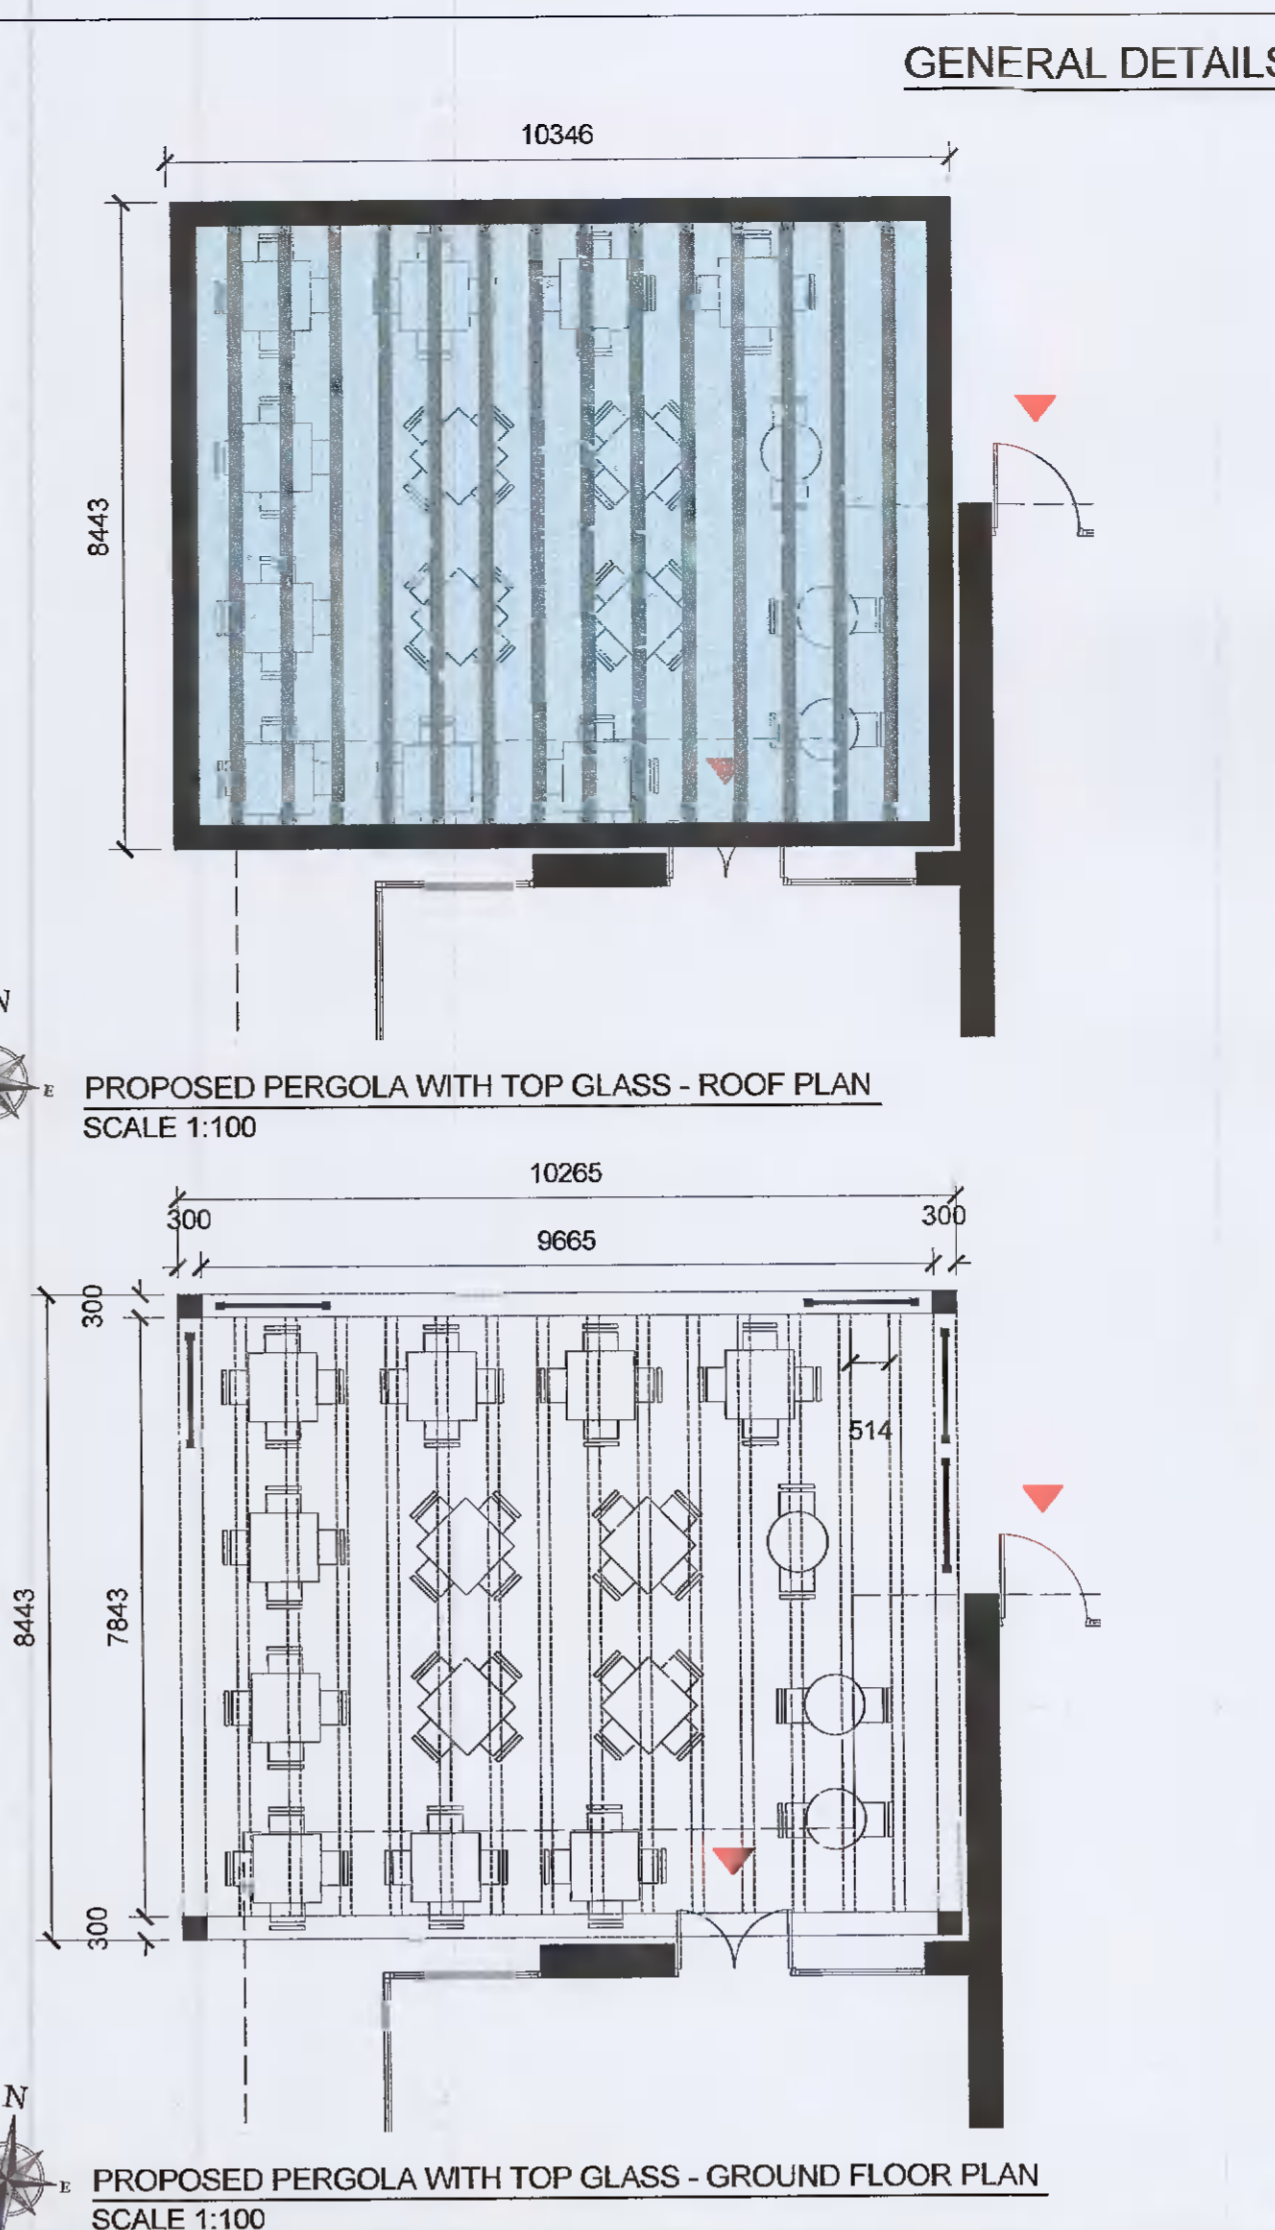 GENERAL DETAILS
10346
8443
N
E
PROPOSED PERGOLA WITH TOP GLASS - ROOF PLAN
SCALE 1:100
10265
300
300
9665
300
514
8443
7843
300
N
E
PROPOSED PERGOLA WITH TOP GLASS - GROUND FLOOR PLAN
SCALE 1:100